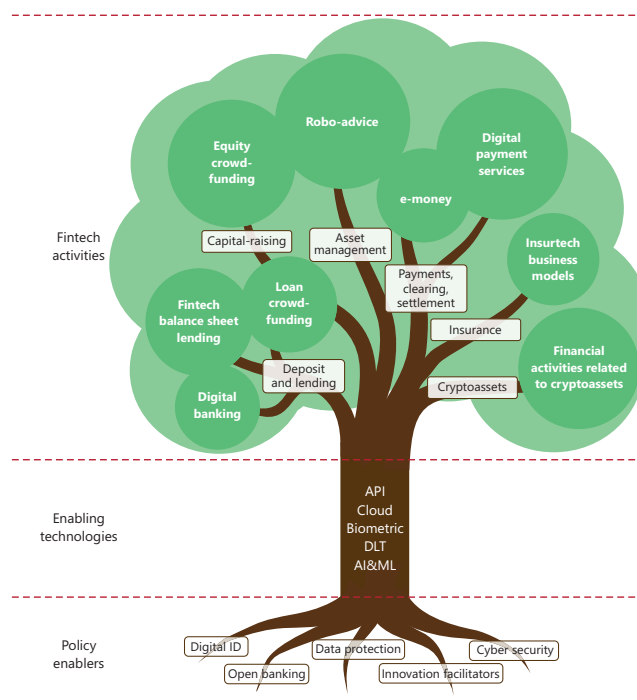 Robo-advice
Equity
crowd-
funding
Digital
payment
services
e-money
Fintech
activities
Capital-raising
Asset
management
Insurtech
business
models
Payments,
clearing,
settlement
Loan
crowd-
funding
Fintech
balance sheet
lending
Insurance
Deposit
and lending
Financial
activities related
to cryptoassets
Cryptoassets
Digital
banking
Enabling
technologies
API
Cloud
Biometric
DLT
AI&ML
Policy
enablers
Digital ID
Open banking
Data protection
Innovation facilitators
Cyber security